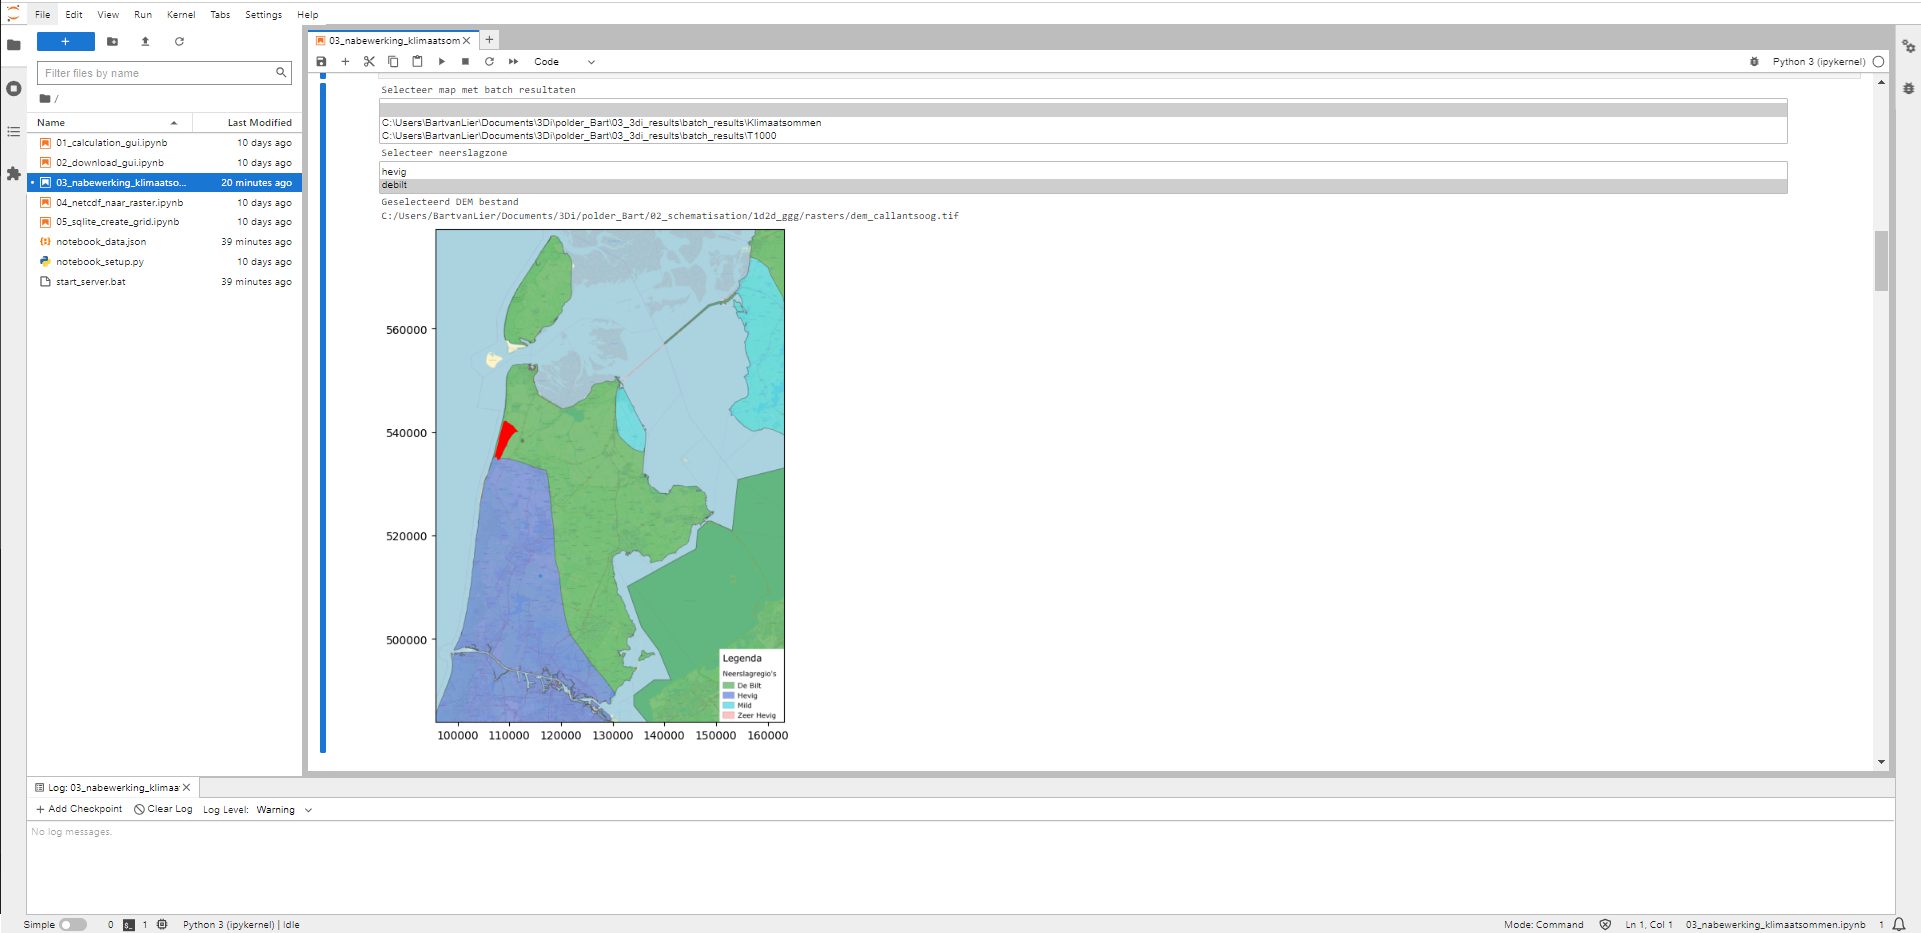 File Edit View Run Kernel Tabs Settings Help
+
Filter files by name
/
Name Last Modified
01_calculation_gui.ipynb 10 days ago
02_download_gui.ipynb 10 days ago
03_nabewerking_klimaatso... 20 minutes ago
04_netcdf_naar_raster.ipynb 10 days ago
05_sqlite_create_grid.ipynb 10 days ago
notebook_data.json 39 minutes ago
notebook_setup.py 10 days ago
start_server.bat 39 minutes ago
03_nabewerking_klimaatsom
Code
Python 3 (ipykernel)
Selecteer map met batch resultaten
C:\Users\BartvanLier\Documents\3Di\polder_Bart\03_3di_results\batch_results\Klimaatsommen
C:\Users\BartvanLier\Documents\3Di\polder_Bart\03_3di_results\batch_results\T1000
Selecteer neerslagzone
hevig
debilt
Geselecteerd DEM bestand
C:/Users/BartvanLier/Documents/3Di/polder_Bart/02_schematisation/1d2d_ggg/rasters/dem_callantsoog.tif
560000
540000
520000
500000
Legenda
Neerslagregio's
De Bilt
Hevig
Mild
Zeer Hevig
100000 110000 120000 130000 140000 150000 160000
Log: 03_nabewerking_klimaa
+ Add Checkpoint Clear Log Log Level: Warning
No log messages.
Simple 0 1 Python 3 (ipykernel) | Idle
Mode: Command Ln 1, Col 1 03_nabewerking_klimaatsommen.ipynb 1